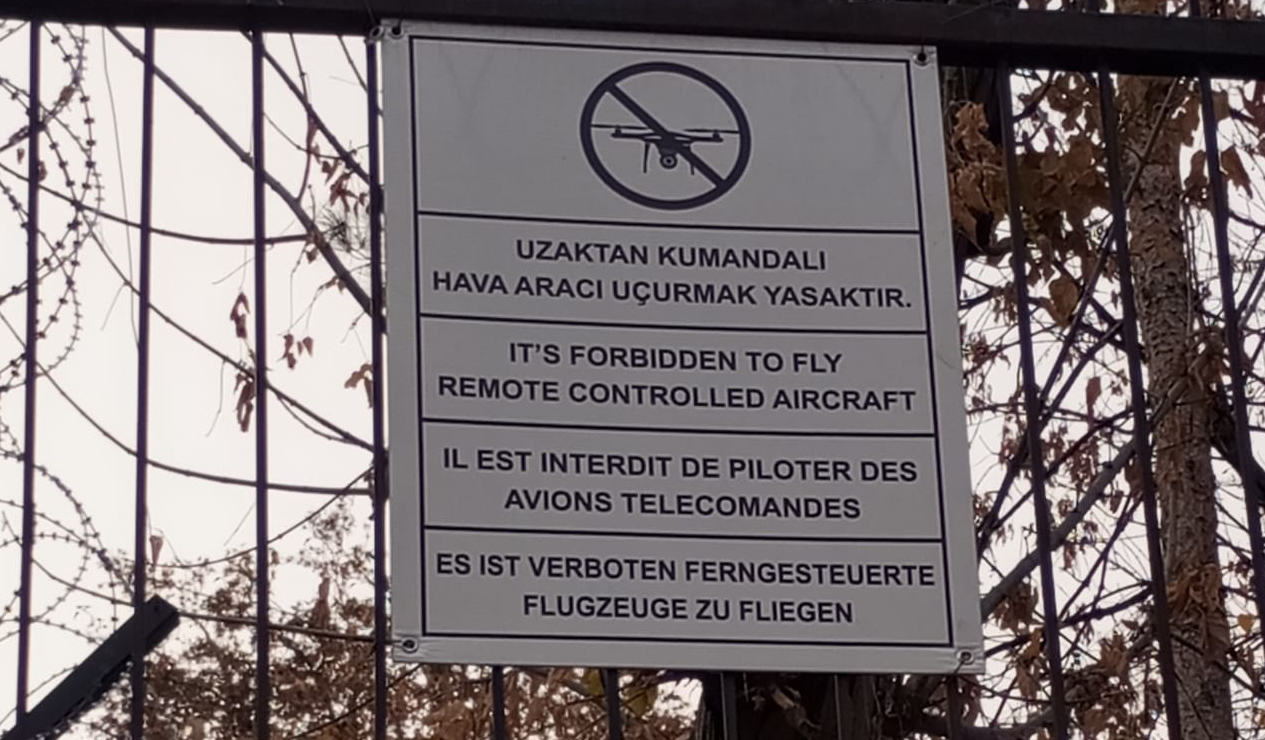 UZAKTAN KUMANDALI
HAVA ARACI UÇURMAK YASAKTIR.
IT'S FORBIDDEN TO FLY
REMOTE CONTROLLED AIRCRAFT
IL EST INTERDIT DE PILOTER DES
AVIONS TELECOMANDES
ES IST VERBOTEN FERNGESTEUERTE
FLUGZEUGE ZU FLIEGEN